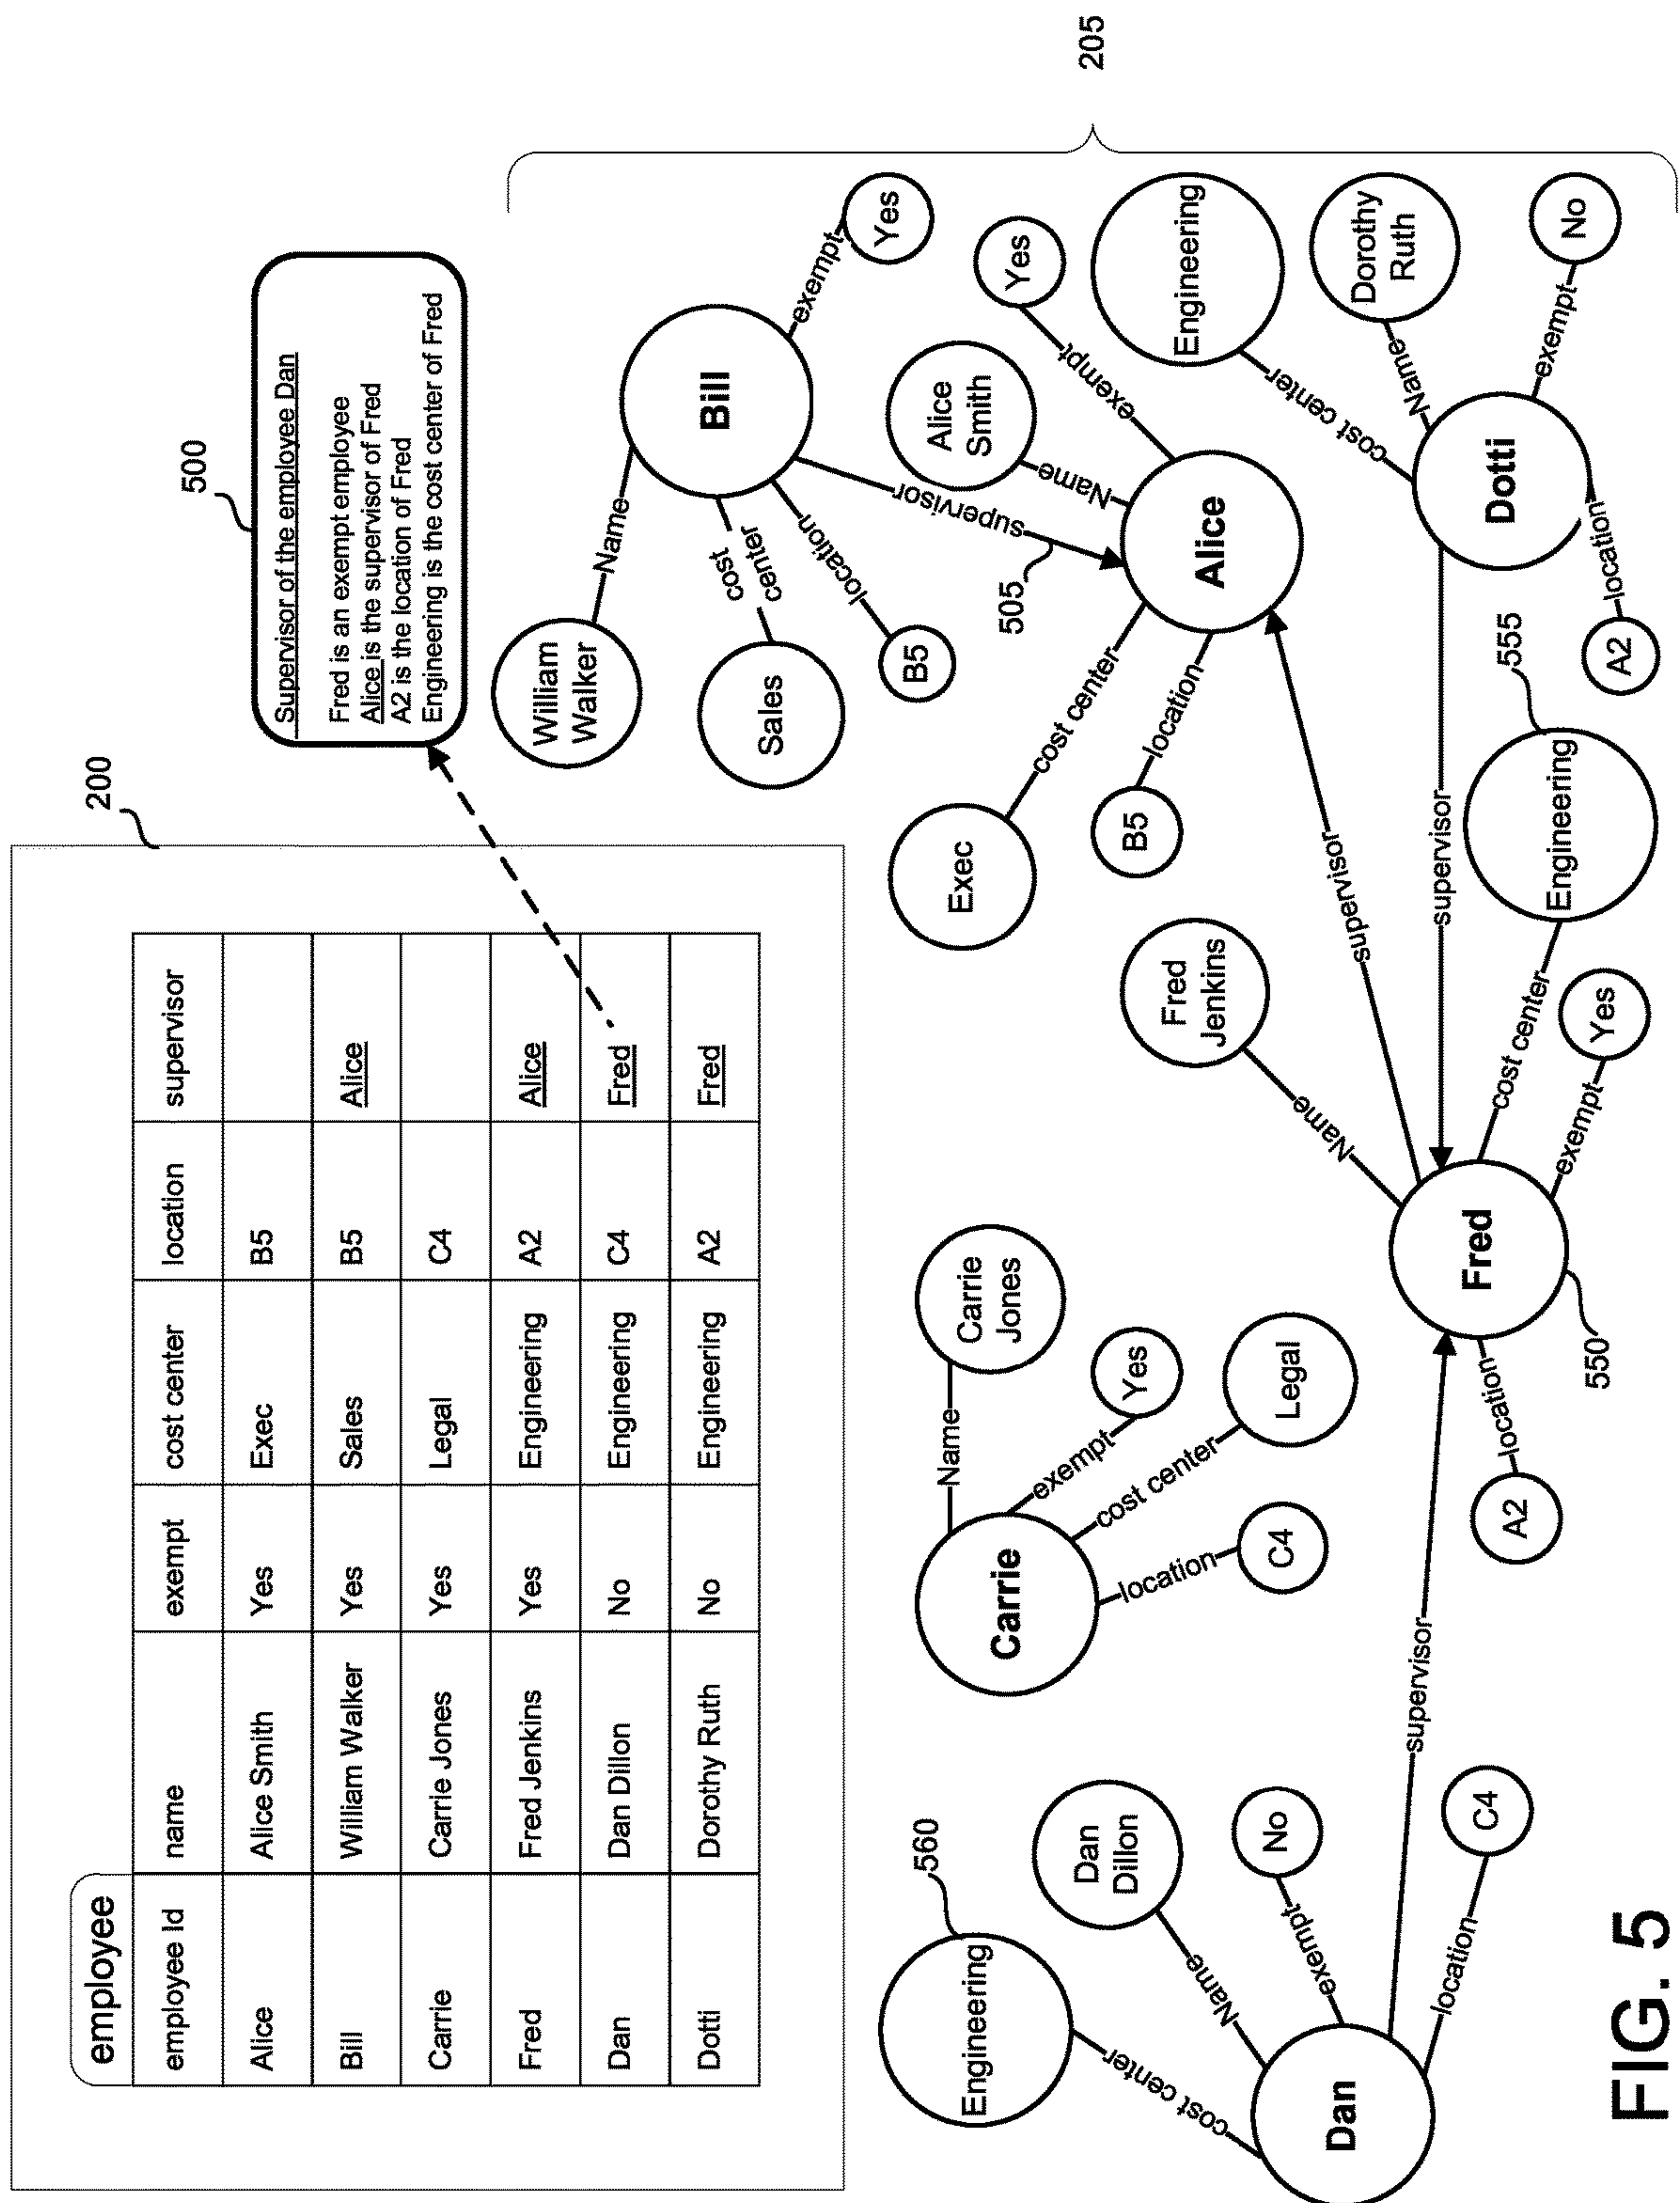 200
employee
employee Id name exempt cost center location supervisor
Alice Alice Smith Yes Exec B5
Bill William Walker Yes Sales B5 Alice
Carrie Carrie Jones Yes Legal C4
Fred Fred Jenkins Yes Engineering A2 Alice
Dan Dan Dillon No Engineering C4 Fred
Dotti Dorothy Ruth No Engineering A2 Fred
500
Supervisor of the employee Dan
Fred is an exempt employee
Alice is the supervisor of Fred
A2 is the location of Fred
Engineering is the cost center of Fred
205
Bill
Name
William
Walker
cost
center
Sales
location
B5
exempt
Yes
supervisor
505
Alice
Name
Alice
Smith
exempt
Yes
cost center
Exec
location
B5
Dotti
cost center
Engineering
Name
Dorothy
Ruth
exempt
No
location
A2
supervisor
supervisor
Fred
550
Name
Fred
Jenkins
cost center
Engineering
555
exempt
Yes
location
A2
Carrie
Name
Carrie
Jones
exempt
Yes
cost center
Legal
location
C4
supervisor
Dan
cost center
Engineering
560
Name
Dan
Dillon
exempt
No
location
C4
FIG. 5